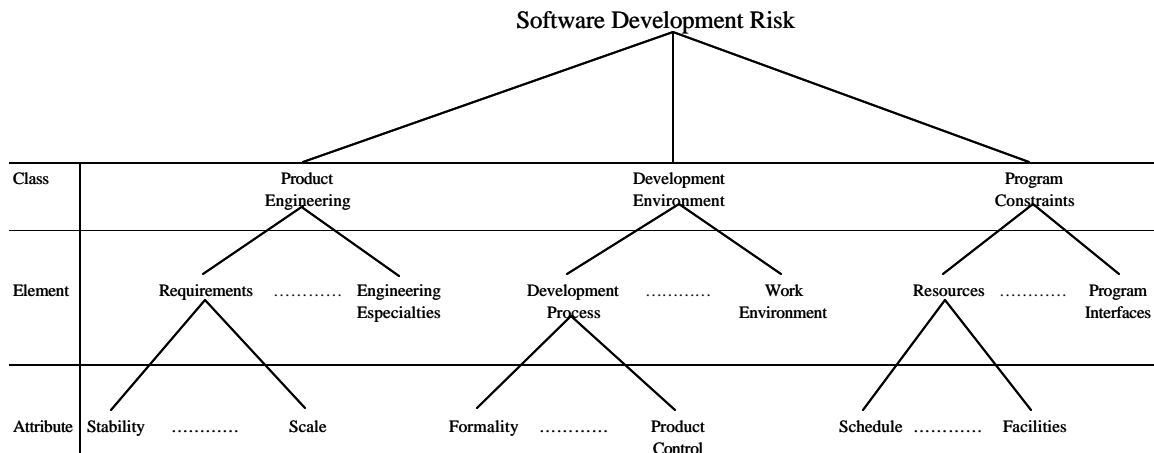 Software Development Risk
Class Product Development Program
Engineering Environment Constraints
Element Requirements ............ Engineering Development ............ Work Resources ............ Program
Especialties Process Environment Interfaces
Attribute Stability ............ Scale Formality ............ Product Schedule ............ Facilities
Control